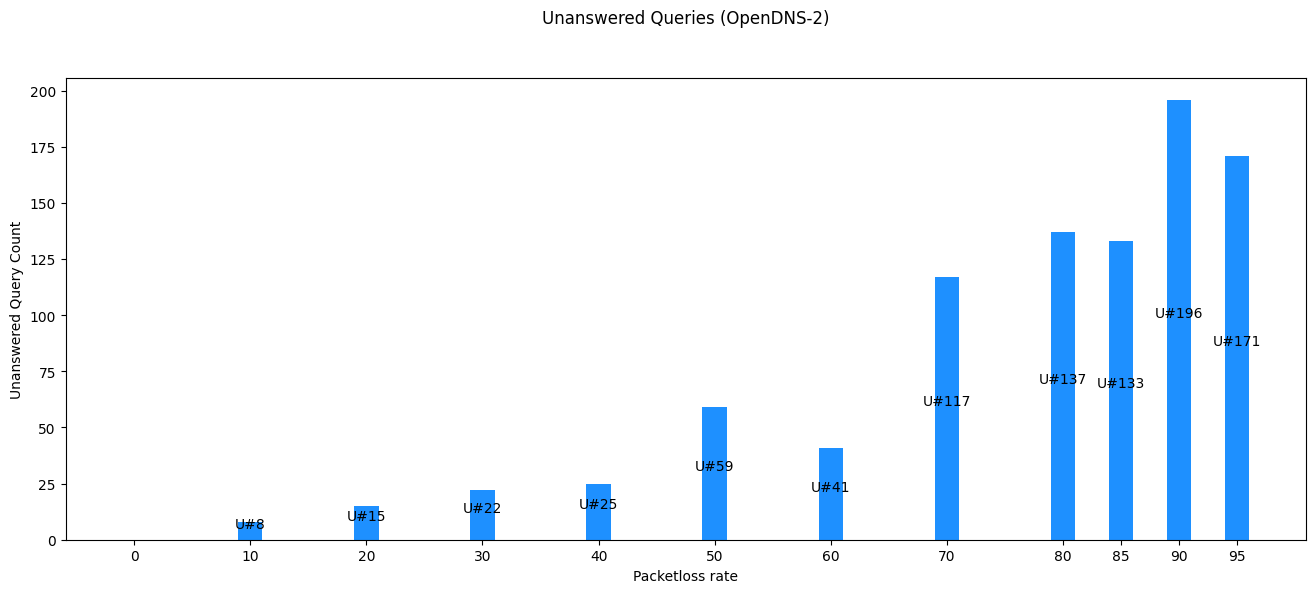 Unanswered Queries (OpenDNS-2)
200
175
150
125
100
75
50
25
0
Unanswered Query Count
U#8
U#15
U#22
U#25
U#59
U#41
U#117
U#137
U#133
U#196
U#171
0 10 20 30 40 50 60 70 80 85 90 95
Packetloss rate